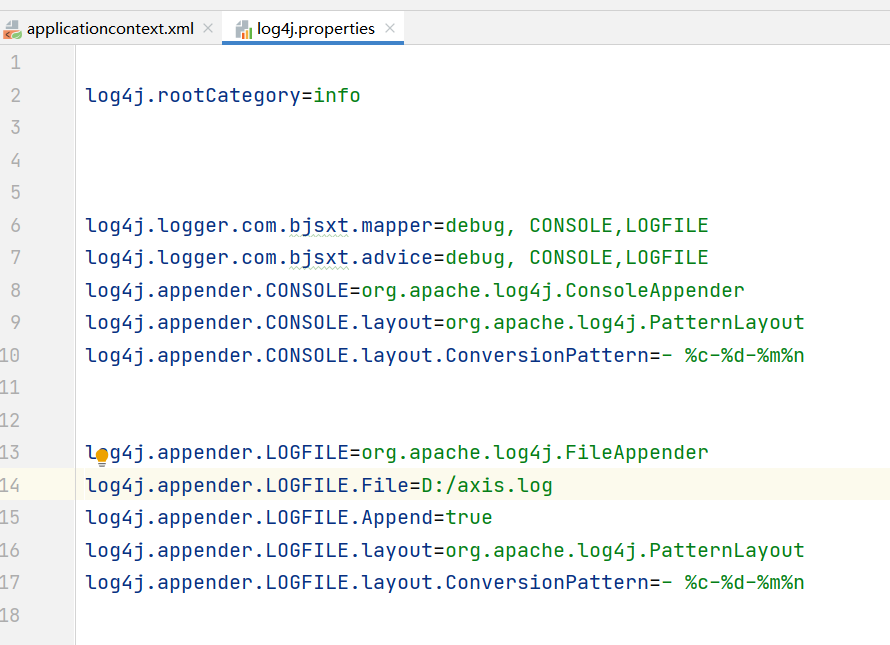 applicationcontext.xml log4j.properties
1
2 log4j.rootCategory=info
3
4
5
6 log4j.logger.com.bjsxt.mapper=debug, CONSOLE,LOGFILE
7 log4j.logger.com.bjsxt.advice=debug, CONSOLE,LOGFILE
8 log4j.appender.CONSOLE=org.apache.log4j.ConsoleAppender
9 log4j.appender.CONSOLE.layout=org.apache.log4j.PatternLayout
10 log4j.appender.CONSOLE.layout.ConversionPattern=- %c-%d-%m%n
11
12
13 log4j.appender.LOGFILE=org.apache.log4j.FileAppender
14 log4j.appender.LOGFILE.File=D:/axis.log
15 log4j.appender.LOGFILE.Append=true
16 log4j.appender.LOGFILE.layout=org.apache.log4j.PatternLayout
17 log4j.appender.LOGFILE.layout.ConversionPattern=- %c-%d-%m%n
18